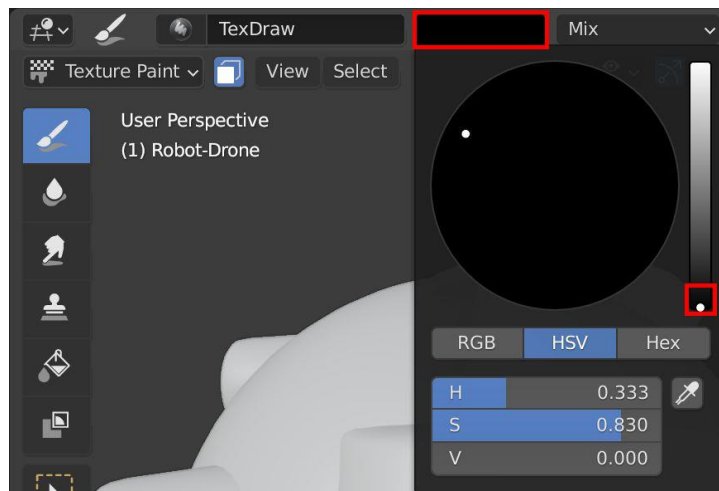 TexDraw Mix
Texture Paint View Select
User Perspective
(1) Robot-Drone
RGB HSV Hex
H 0.333
S 0.830
V 0.000